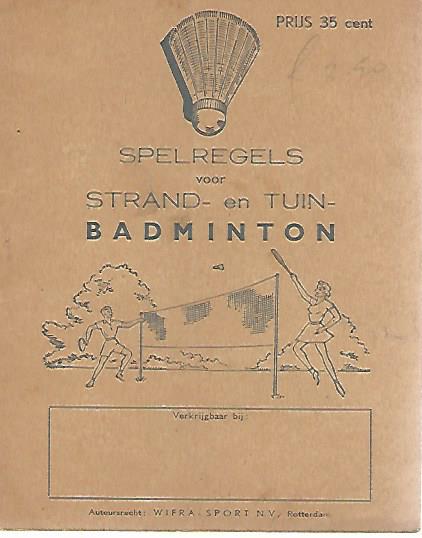 PRIJS 35 cent
SPELREGELS
voor
STRAND- en TUIN-
BADMINTON
Verkrijgbaar bij:
Auteursrecht: WIFRA-SPORT N.V., Rotterdam